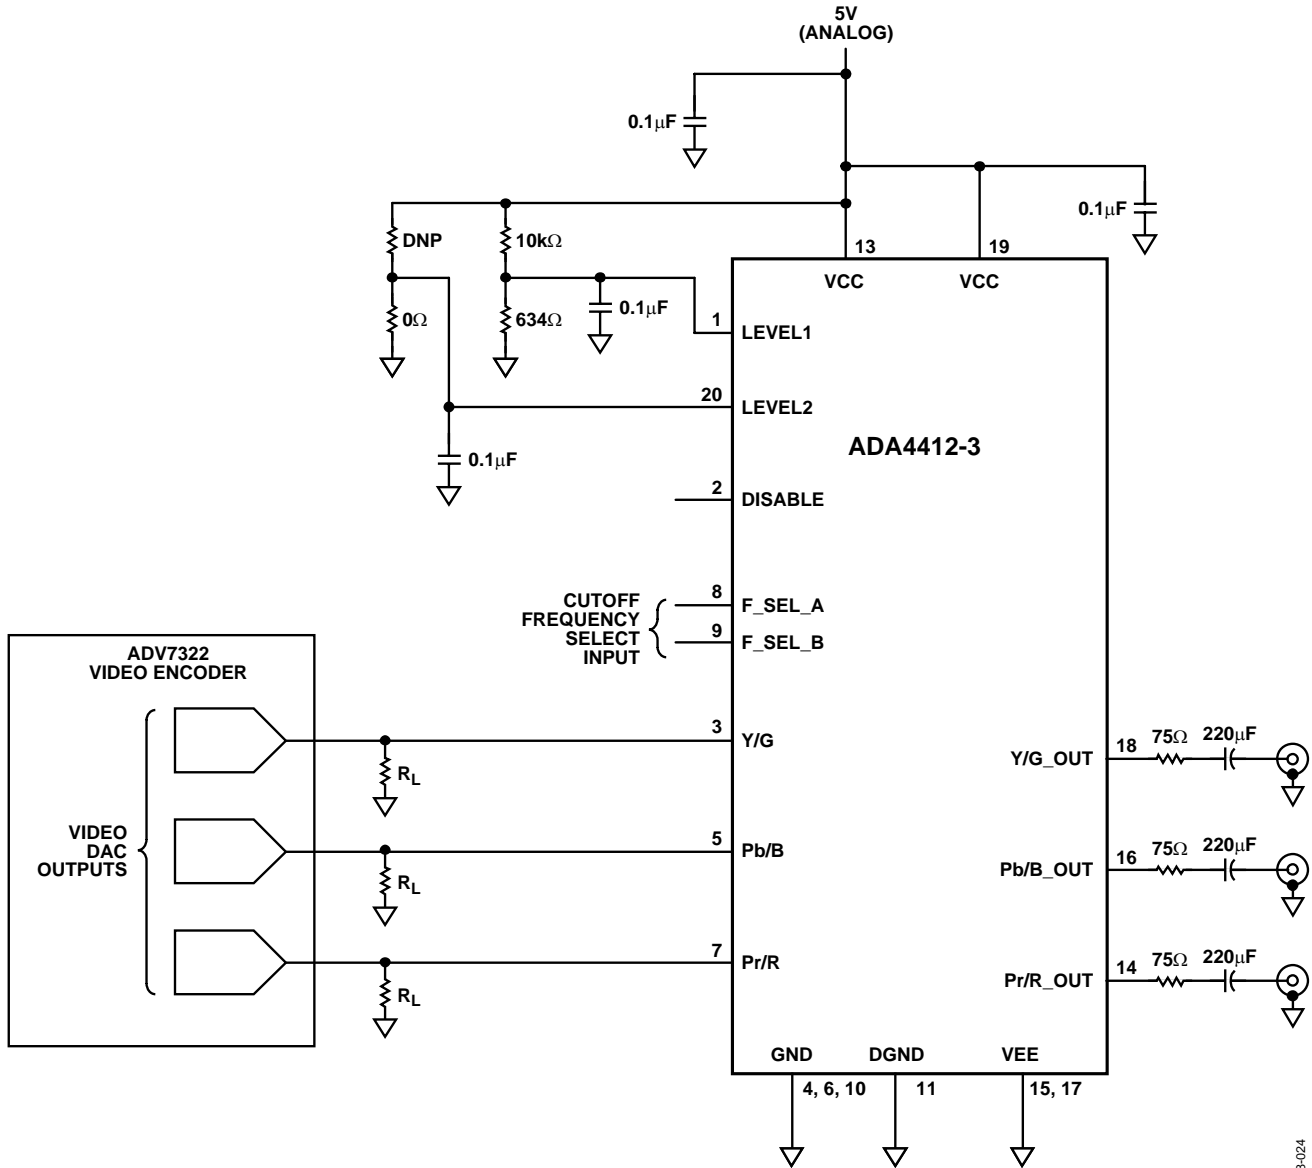 5V
(ANALOG)
0.1μF
0.1μF
DNP
10kΩ
13
19
VCC
VCC
0Ω
634Ω
0.1μF
1
LEVEL1
20
LEVEL2
ADA4412-3
0.1μF
2
DISABLE
CUTOFF
FREQUENCY
SELECT
INPUT
8
F_SEL_A
9
F_SEL_B
ADV7322
VIDEO ENCODER
VIDEO
DAC
OUTPUTS
3
Y/G
RL
5
Pb/B
RL
7
Pr/R
RL
Y/G_OUT
18
75Ω
220μF
Pb/B_OUT
16
75Ω
220μF
Pr/R_OUT
14
75Ω
220μF
GND
DGND
VEE
4, 6, 10
11
15, 17